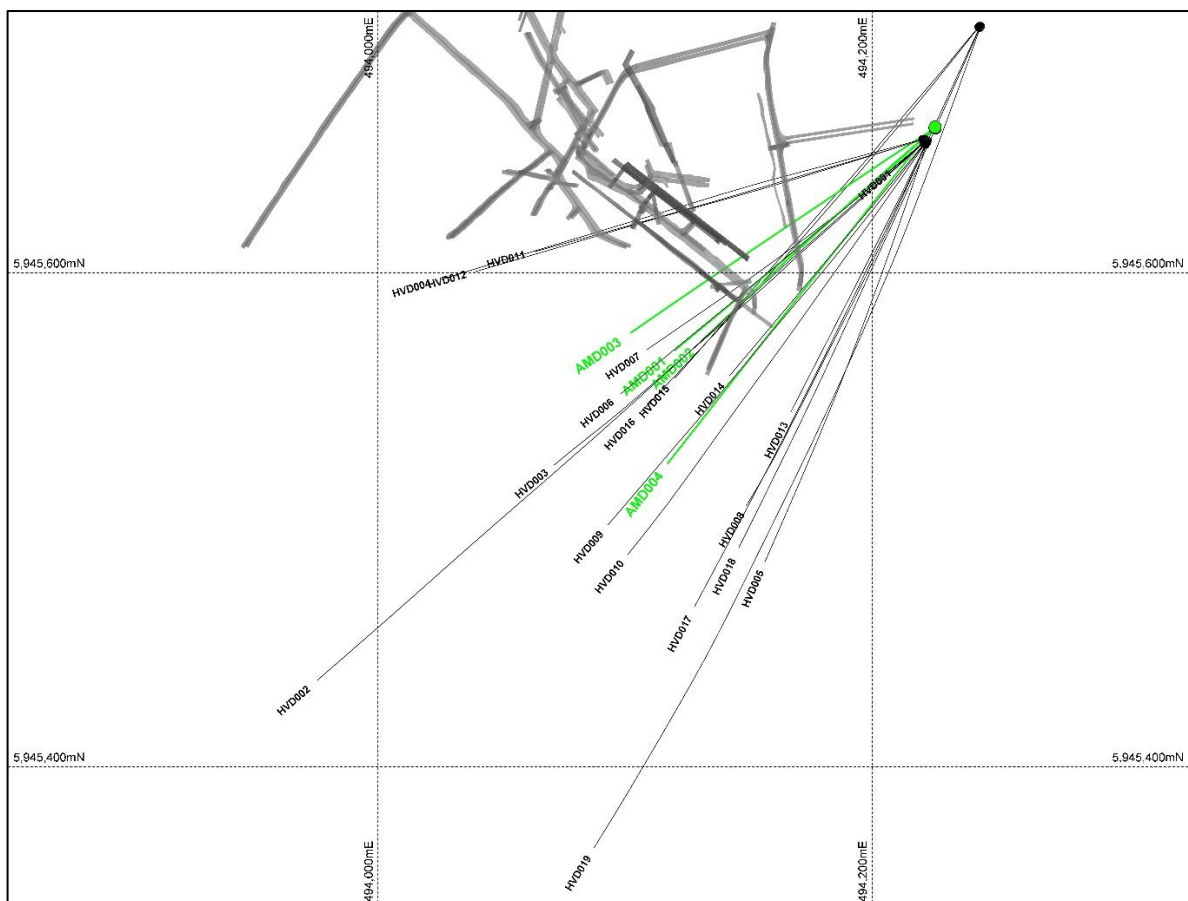 494,000mE
494,200mE
HVD001
5,945,600mN
5,945,600mN
HVD011
HVD012
HVD004
AMD003
HVD007
AMD001
AMD002
HVD006
HVD015
HVD014
HVD016
HVD013
HVD003
AMD004
HVD008
HVD009
HVD010
HVD018
HVD005
HVD017
HVD002
5,945,400mN
5,945,400mN
494,000mE
494,200mE
HVD019